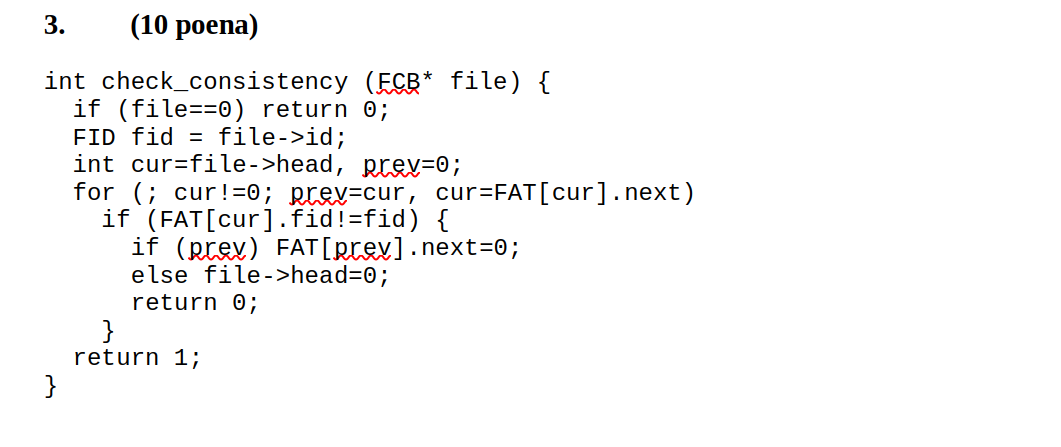 3. (10 poena)
int check_consistency (FCB* file) {
  if (file==0) return 0;
  FID fid = file->id;
  int cur=file->head, prev=0;
  for (; cur!=0; prev=cur, cur=FAT[cur].next)
    if (FAT[cur].fid!=fid) {
      if (prev) FAT[prev].next=0;
      else file->head=0;
      return 0;
    }
  return 1;
}